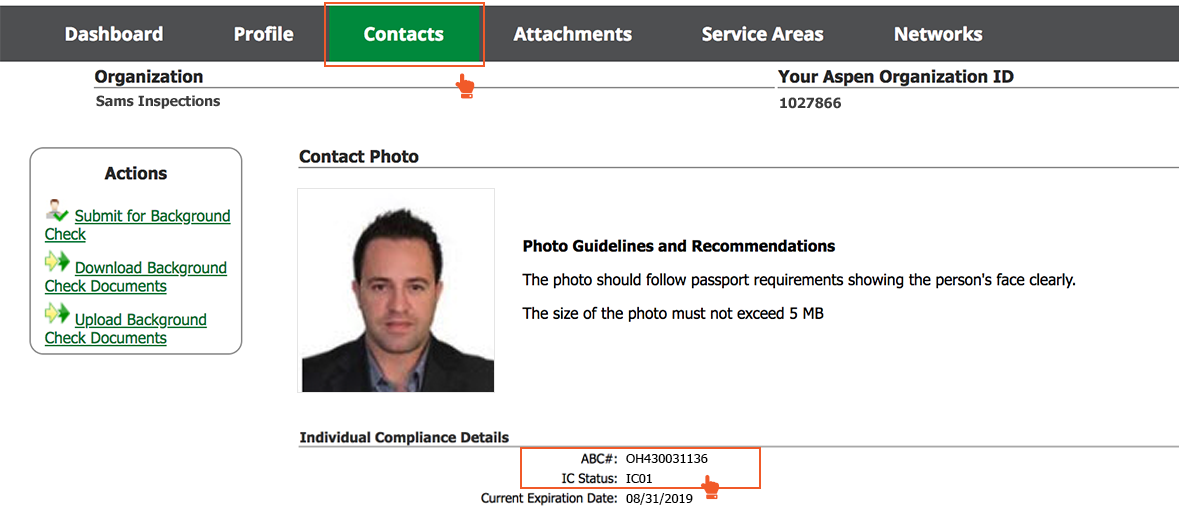 Dashboard Profile Contacts Attachments Service Areas Networks
Organization Your Aspen Organization ID
Sams Inspections 1027866
Contact Photo
Actions
Submit for Background
Check
Download Background
Check Documents
Upload Background
Check Documents
Photo Guidelines and Recommendations
The photo should follow passport requirements showing the person's face clearly.
The size of the photo must not exceed 5 MB
Individual Compliance Details
ABC#: OH430031136
IC Status: IC01
Current Expiration Date: 08/31/2019